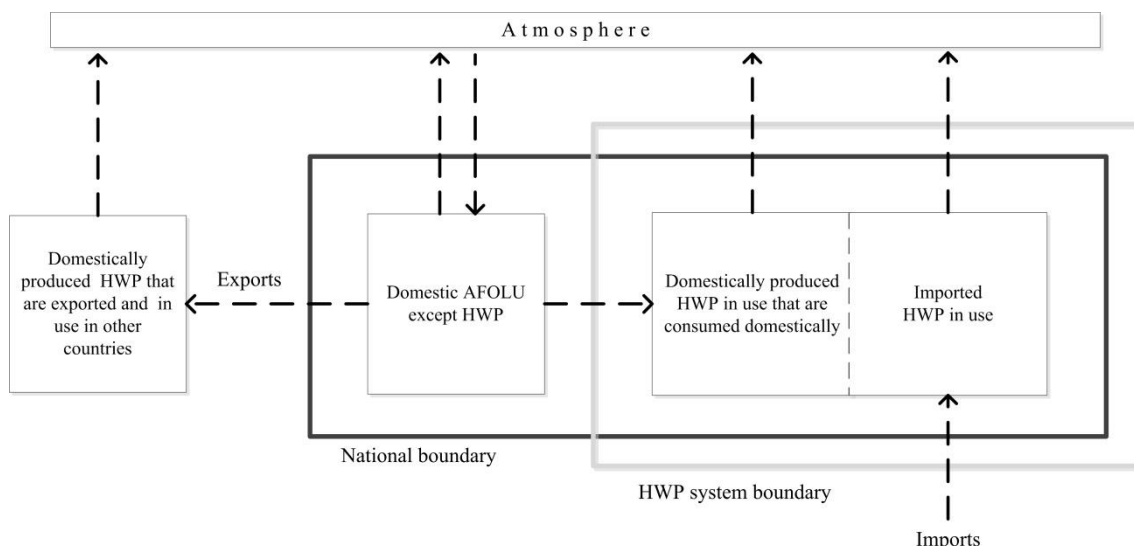 Atmosphere
Domestically
produced HWP that
are exported and in
use in other
countries
Exports
Domestic AFOLU
except HWP
Domestically produced
HWP in use that are
consumed domestically
Imported
HWP in use
National boundary
HWP system boundary
Imports